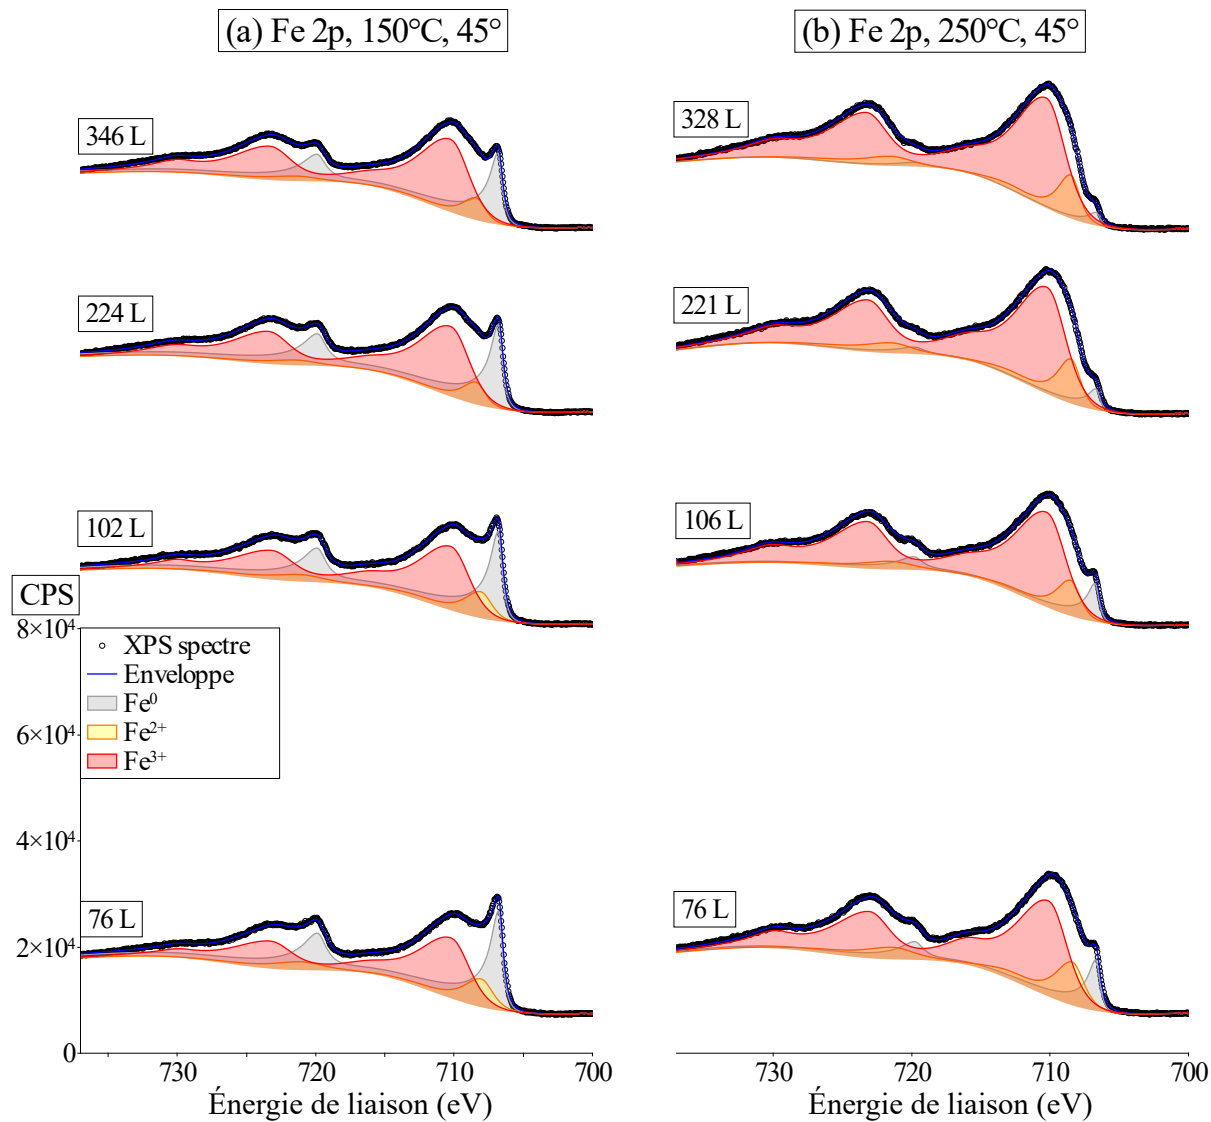 (a) Fe 2p, 150°C, 45°
(b) Fe 2p, 250°C, 45°
346 L
328 L
224 L
221 L
102 L
106 L
CPS
8×10⁴
XPS spectre
Enveloppe
Fe⁰
Fe²⁺
Fe³⁺
6×10⁴
4×10⁴
76 L
76 L
2×10⁴
0
730 720 710 700
730 720 710 700
Énergie de liaison (eV)
Énergie de liaison (eV)